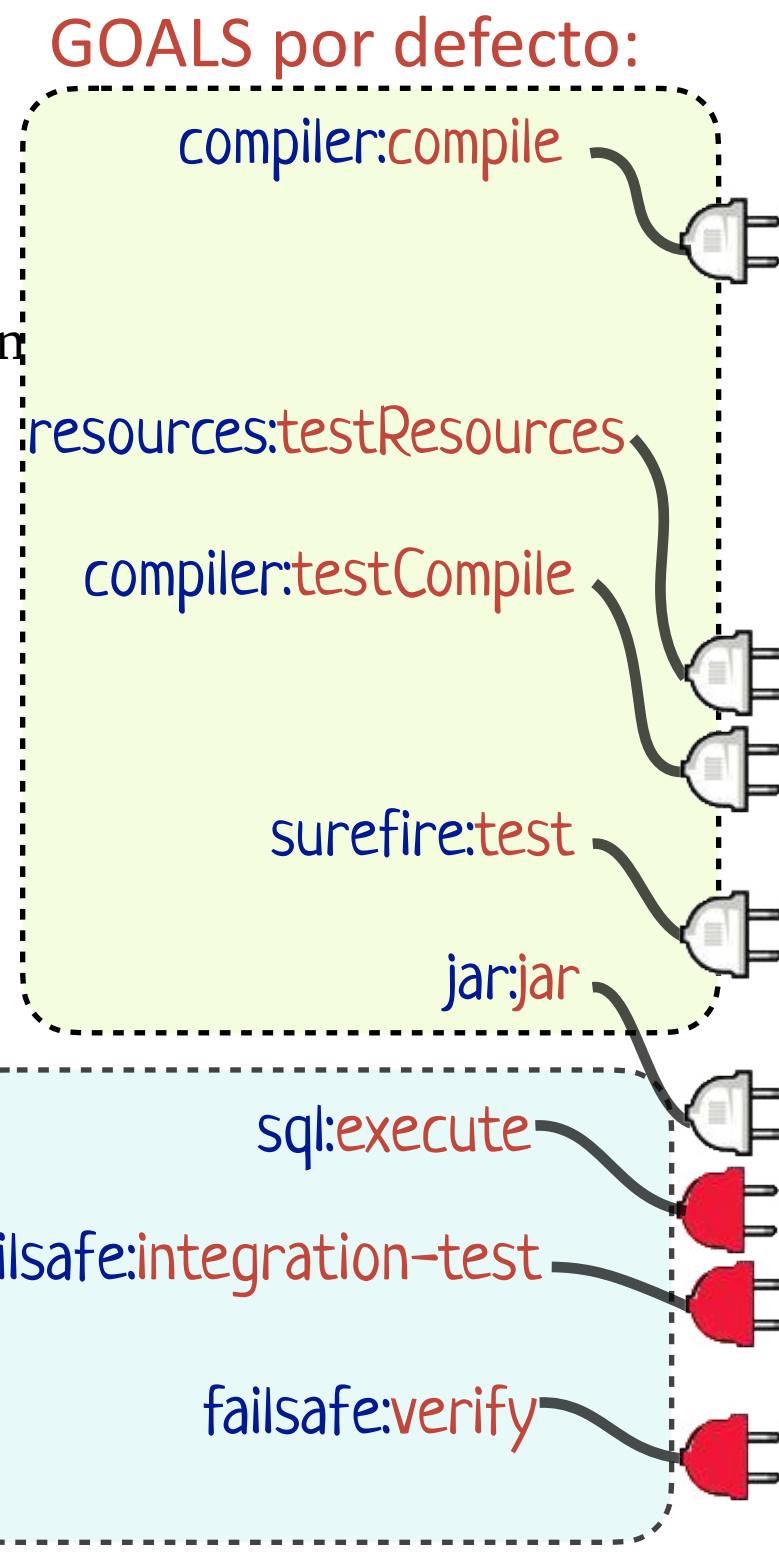 GOALS por defecto:
compiler:compile
resources:testResources
compiler:testCompile
surefire:test
jar:jar
sql:execute
ilsafe:integration-test
failsafe:verify